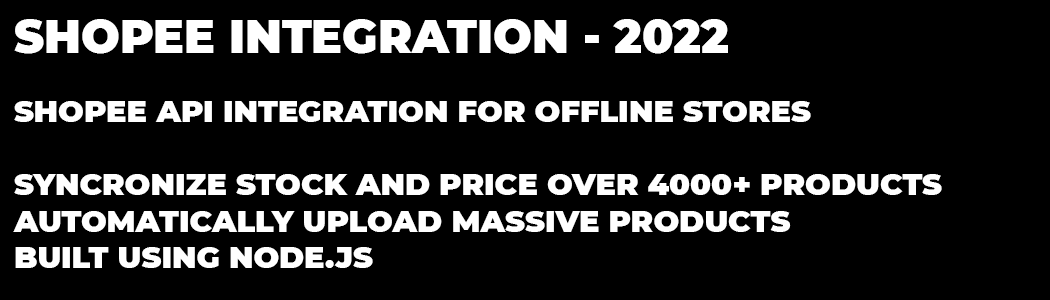 SHOPEE INTEGRATION - 2022
SHOPEE API INTEGRATION FOR OFFLINE STORES
SYNCRONIZE STOCK AND PRICE OVER 4000+ PRODUCTS
AUTOMATICALLY UPLOAD MASSIVE PRODUCTS
BUILT USING NODE.JS